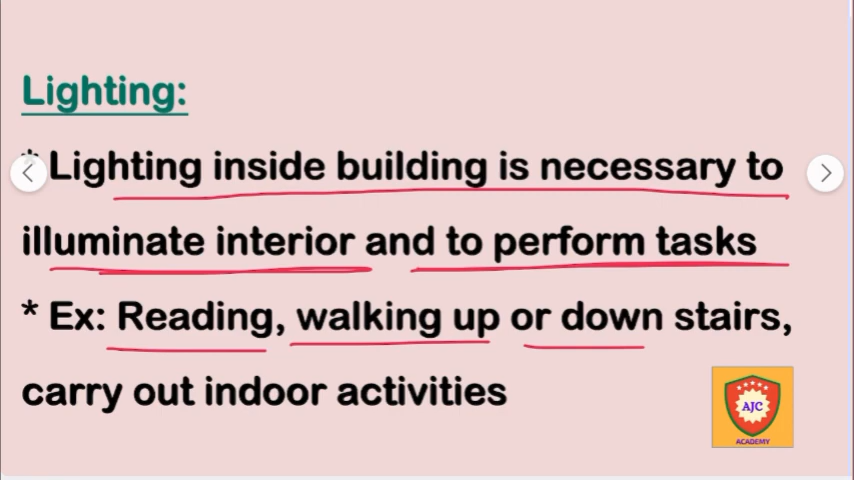 Lighting:
* Lighting inside building is necessary to
illuminate interior and to perform tasks
* Ex: Reading, walking up or down stairs,
carry out indoor activities
AJC
ACADEMY